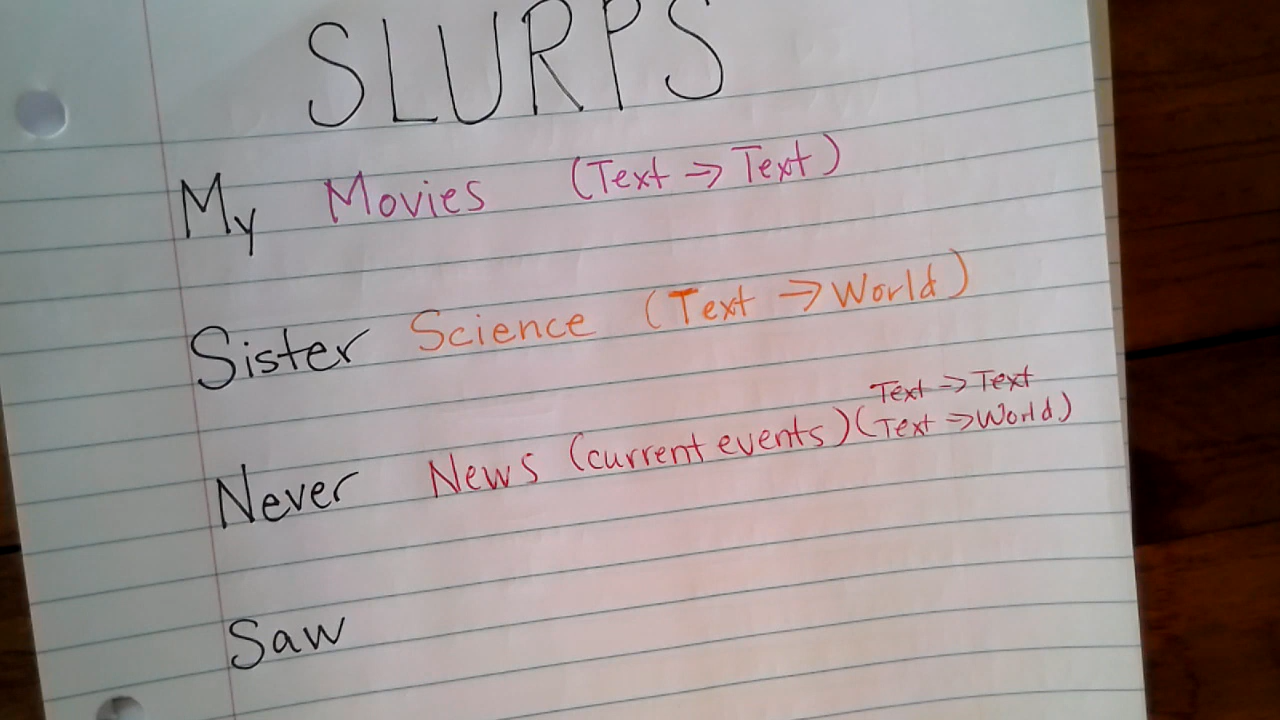 SLURPS
My Movies (Text → Text)
Sister Science (Text → World)
Text → Text
Never News (current events) (Text → World)
Saw